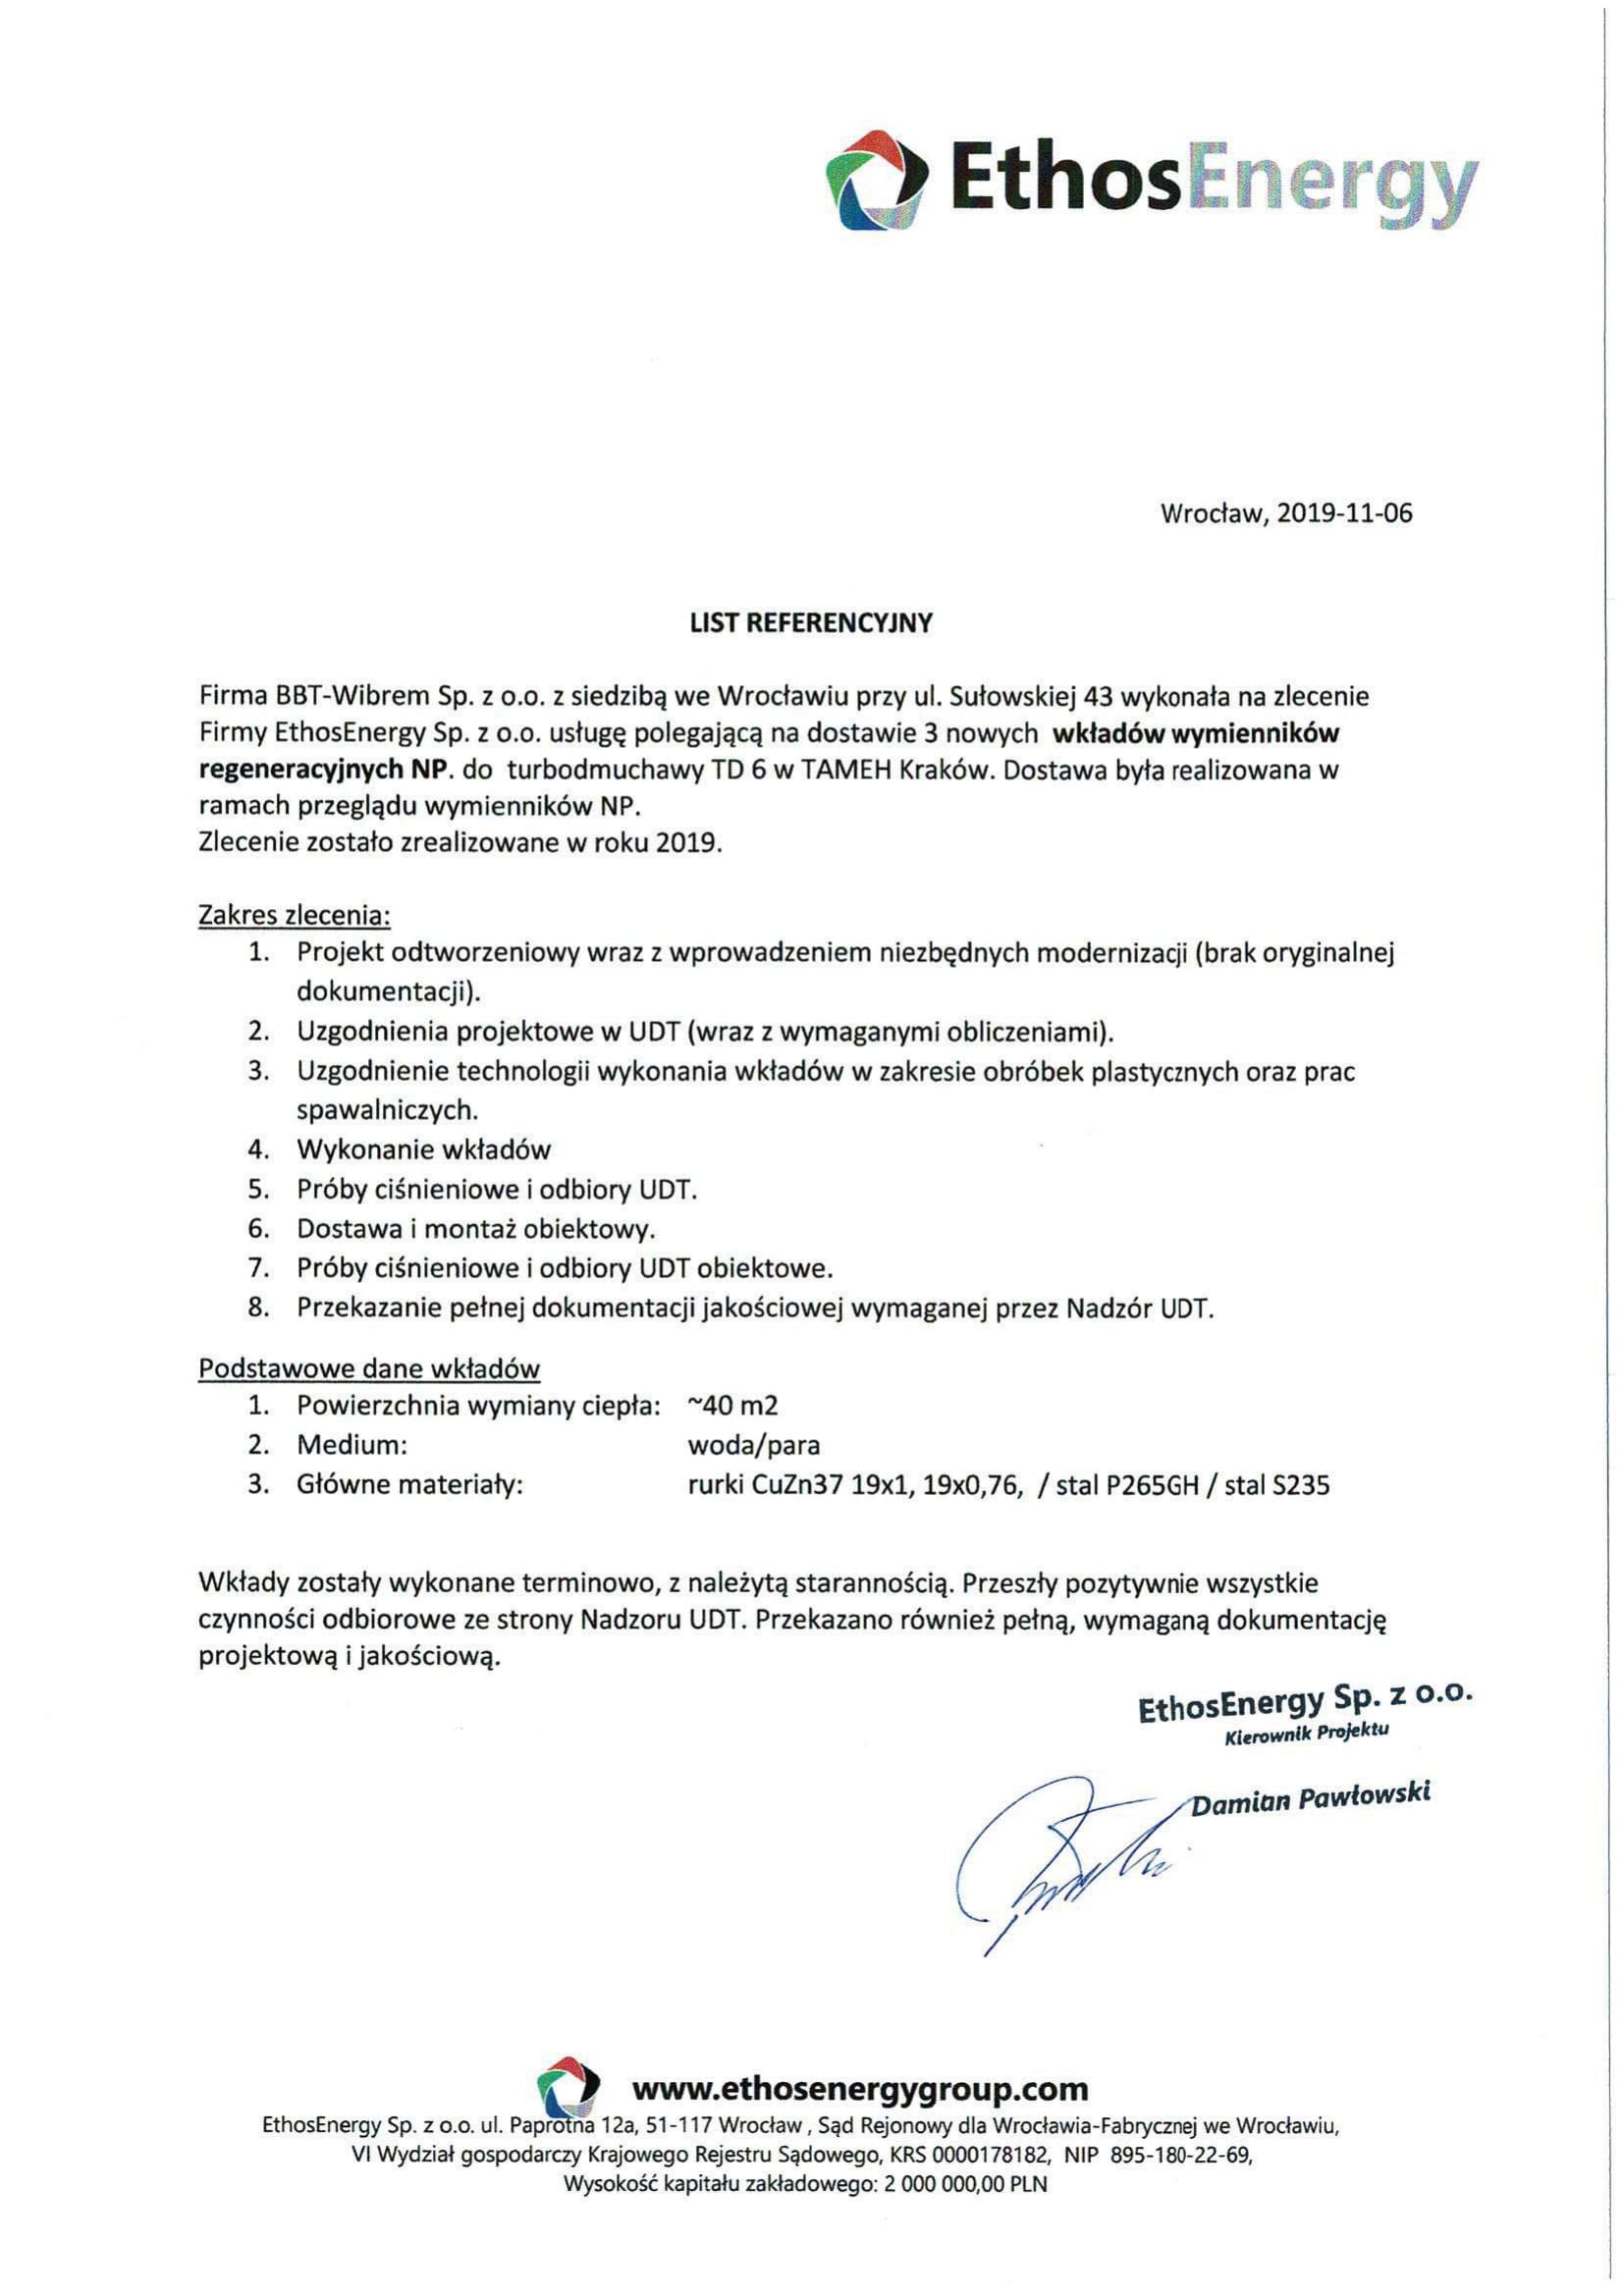 EthosEnergy
Wrocław, 2019-11-06
LIST REFERENCYJNY
Firma BBT-Wibrem Sp. z o.o. z siedzibą we Wrocławiu przy ul. Sułowskiej 43 wykonała na zlecenie
Firmy EthosEnergy Sp. z o.o. usługę polegającą na dostawie 3 nowych wkładów wymienników
regeneracyjnych NP. do turbodmuchawy TD 6 w TAMEH Kraków. Dostawa była realizowana w
ramach przeglądu wymienników NP.
Zlecenie zostało zrealizowane w roku 2019.
Zakres zlecenia:
1. Projekt odtworzeniowy wraz z wprowadzeniem niezbędnych modernizacji (brak oryginalnej
dokumentacji).
2. Uzgodnienia projektowe w UDT (wraz z wymaganymi obliczeniami).
3. Uzgodnienie technologii wykonania wkładów w zakresie obróbek plastycznych oraz prac
spawalniczych.
4. Wykonanie wkładów
5. Próby ciśnieniowe i odbiory UDT.
6. Dostawa i montaż obiektowy.
7. Próby ciśnieniowe i odbiory UDT obiektowe.
8. Przekazanie pełnej dokumentacji jakościowej wymaganej przez Nadzór UDT.
Podstawowe dane wkładów
1. Powierzchnia wymiany ciepła: ~40 m2
2. Medium: woda/para
3. Główne materiały: rurki CuZn37 19x1, 19x0,76, / stal P265GH / stal S235
Wkłady zostały wykonane terminowo, z należytą starannością. Przeszły pozytywnie wszystkie
czynności odbiorowe ze strony Nadzoru UDT. Przekazano również pełną, wymaganą dokumentację
projektową i jakościową.
EthosEnergy Sp. z o.o.
Kierownik Projektu
Damian Pawłowski
www.ethosenergygroup.com
EthosEnergy Sp. z o.o. ul. Paprotna 12a, 51-117 Wrocław , Sąd Rejonowy dla Wrocławia-Fabrycznej we Wrocławiu,
VI Wydział gospodarczy Krajowego Rejestru Sądowego, KRS 0000178182, NIP 895-180-22-69,
Wysokość kapitału zakładowego: 2 000 000,00 PLN